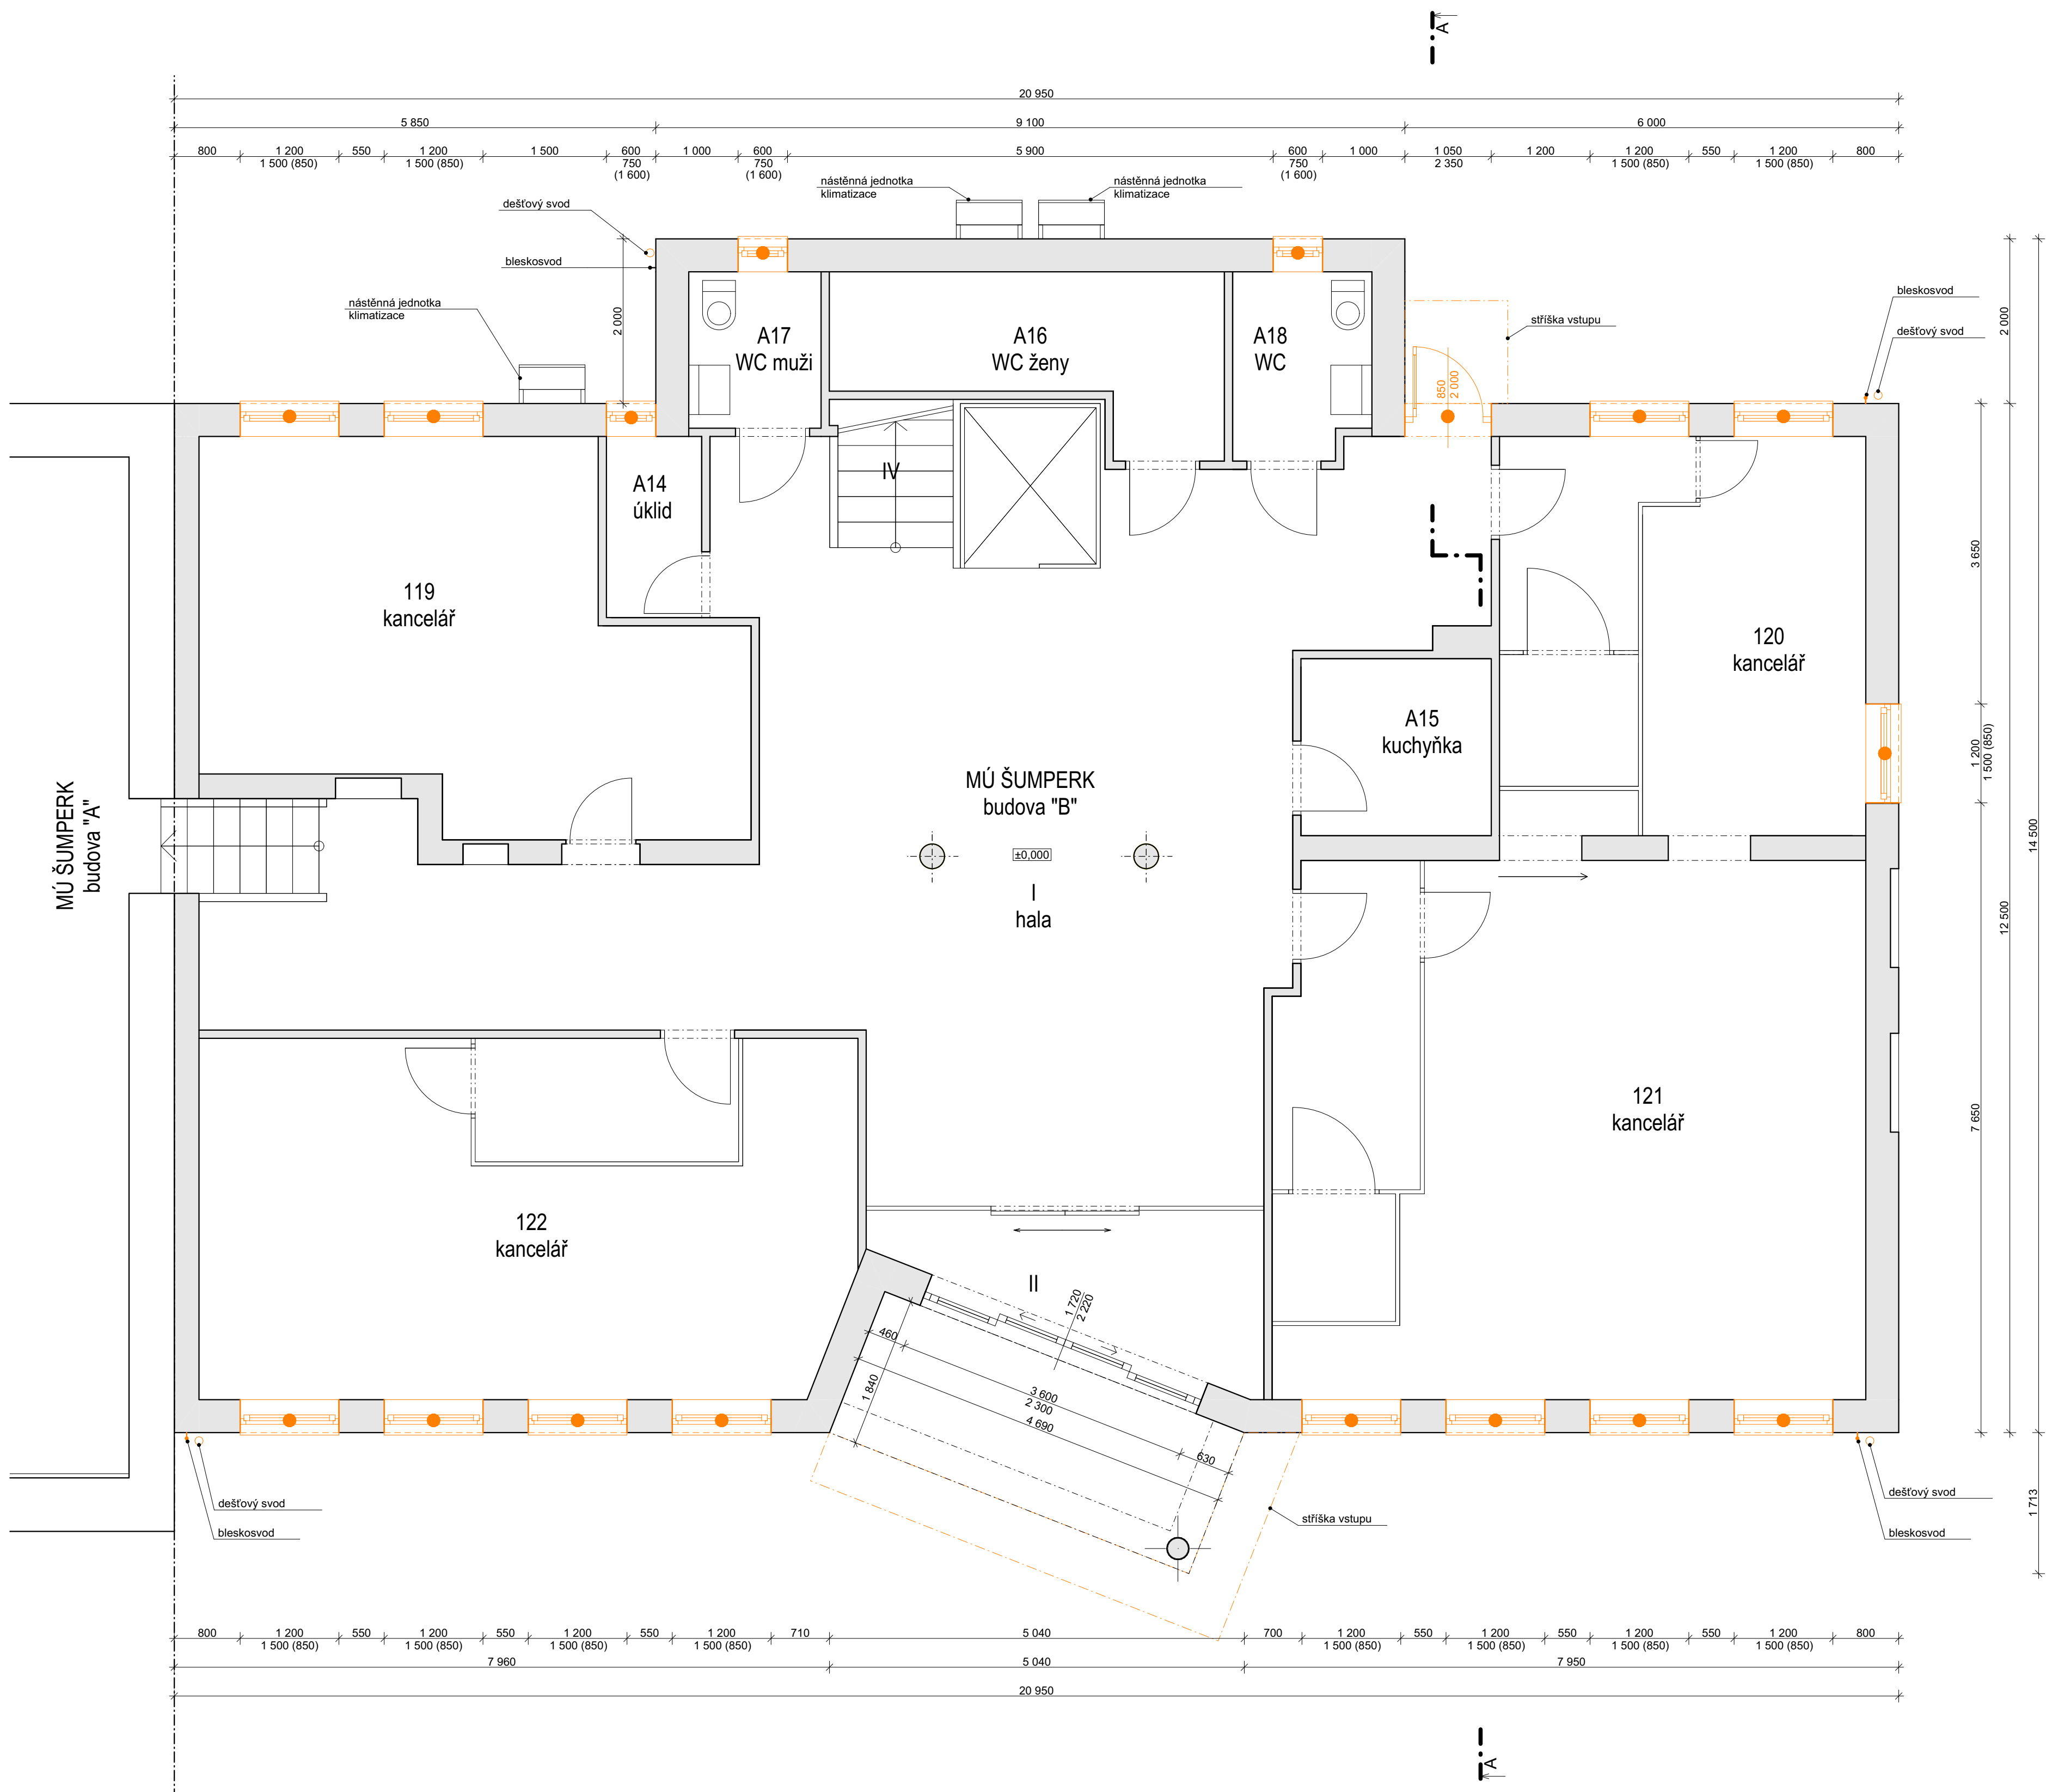 A
20 950
5 850
9 100
6 000
800
1 200
1 500 (850)
550
1 200
1 500 (850)
1 500
600
750
(1 600)
1 000
600
750
(1 600)
5 900
600
750
(1 600)
1 000
1 050
2 350
1 200
1 200
1 500 (850)
550
1 200
1 500 (850)
800
nástěnná jednotka
klimatizace
nástěnná jednotka
klimatizace
dešťový svod
bleskosvod
nástěnná jednotka
klimatizace
2 000
bleskosvod
dešťový svod
stříška vstupu
2 000
A17
WC muži
A16
WC ženy
A18
WC
850
2 000
IV
A14
úklid
119
kancelář
120
kancelář
3 650
A15
kuchyňka
1 200
1 500 (850)
MÚ ŠUMPERK
budova "A"
MÚ ŠUMPERK
budova "B"
±0,000
I
hala
14 500
12 500
7 650
121
kancelář
122
kancelář
II
1 720
2 220
460
1 840
3 600
2 300
4 690
630
dešťový svod
bleskosvod
stříška vstupu
dešťový svod
bleskosvod
1 713
800
1 200
1 500 (850)
550
1 200
1 500 (850)
550
1 200
1 500 (850)
550
1 200
1 500 (850)
710
5 040
700
1 200
1 500 (850)
550
1 200
1 500 (850)
550
1 200
1 500 (850)
550
1 200
1 500 (850)
800
7 960
5 040
7 950
20 950
A